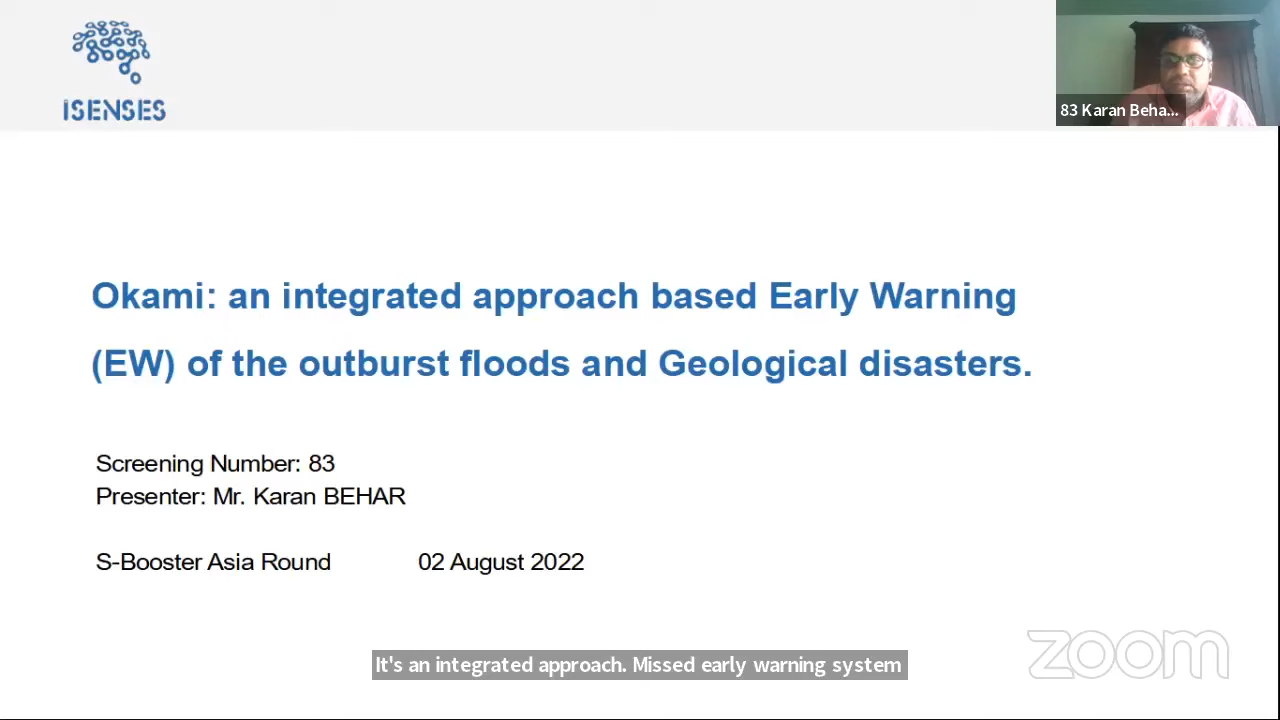 ISENSES
83 Karan Beha...
Okami: an integrated approach based Early Warning
(EW) of the outburst floods and Geological disasters.
Screening Number: 83
Presenter: Mr. Karan BEHAR
S-Booster Asia Round 02 August 2022
zoom
It's an integrated approach. Missed early warning system